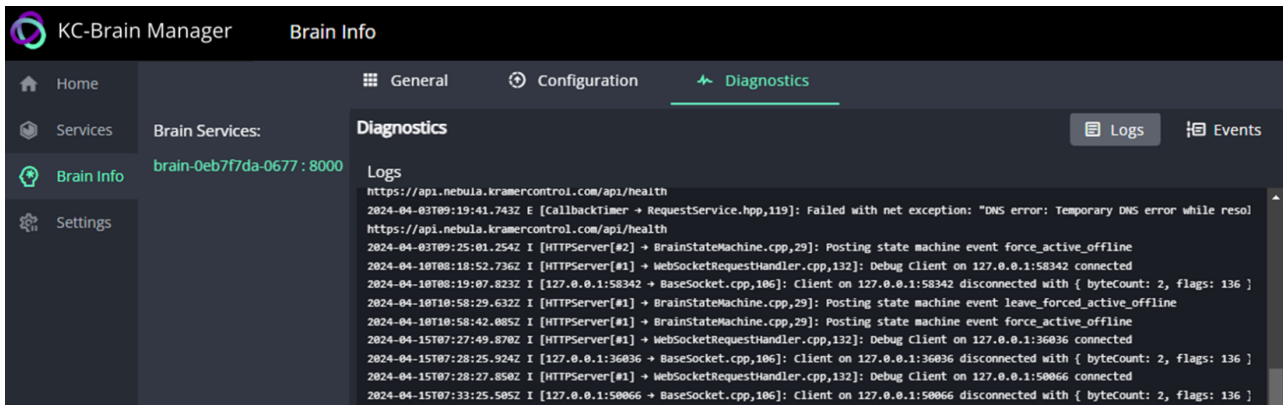 KC-Brain Manager
Brain Info
Home
Services
Brain Info
Settings
Brain Services:
brain-0eb7f7da-0677 : 8000
General
Configuration
Diagnostics
Diagnostics
Logs
Events
Logs
https://api.nebula.kramercontrol.com/api/health
2024-04-03T09:19:41.743Z E [CallbackTimer → RequestService.hpp,119]: Failed with net exception: "DNS error: Temporary DNS error while resol
https://api.nebula.kramercontrol.com/api/health
2024-04-03T09:25:01.254Z I [HTTPServer[#2] → BrainStateMachine.cpp,29]: Posting state machine event force_active_offline
2024-04-10T08:18:52.736Z I [HTTPServer[#1] → WebSocketRequestHandler.cpp,132]: Debug Client on 127.0.0.1:58342 connected
2024-04-10T08:19:07.823Z I [127.0.0.1:58342 → BaseSocket.cpp,106]: Client on 127.0.0.1:58342 disconnected with { byteCount: 2, flags: 136 }
2024-04-10T10:58:29.632Z I [HTTPServer[#1] → BrainStateMachine.cpp,29]: Posting state machine event leave_forced_active_offline
2024-04-10T10:58:42.085Z I [HTTPServer[#1] → BrainStateMachine.cpp,29]: Posting state machine event force_active_offline
2024-04-15T07:27:49.870Z I [HTTPServer[#1] → WebSocketRequestHandler.cpp,132]: Debug Client on 127.0.0.1:36036 connected
2024-04-15T07:28:25.924Z I [127.0.0.1:36036 → BaseSocket.cpp,106]: Client on 127.0.0.1:36036 disconnected with { byteCount: 2, flags: 136 }
2024-04-15T07:28:27.850Z I [HTTPServer[#1] → WebSocketRequestHandler.cpp,132]: Debug Client on 127.0.0.1:50066 connected
2024-04-15T07:33:25.505Z I [127.0.0.1:50066 → BaseSocket.cpp,106]: Client on 127.0.0.1:50066 disconnected with { byteCount: 2, flags: 136 }